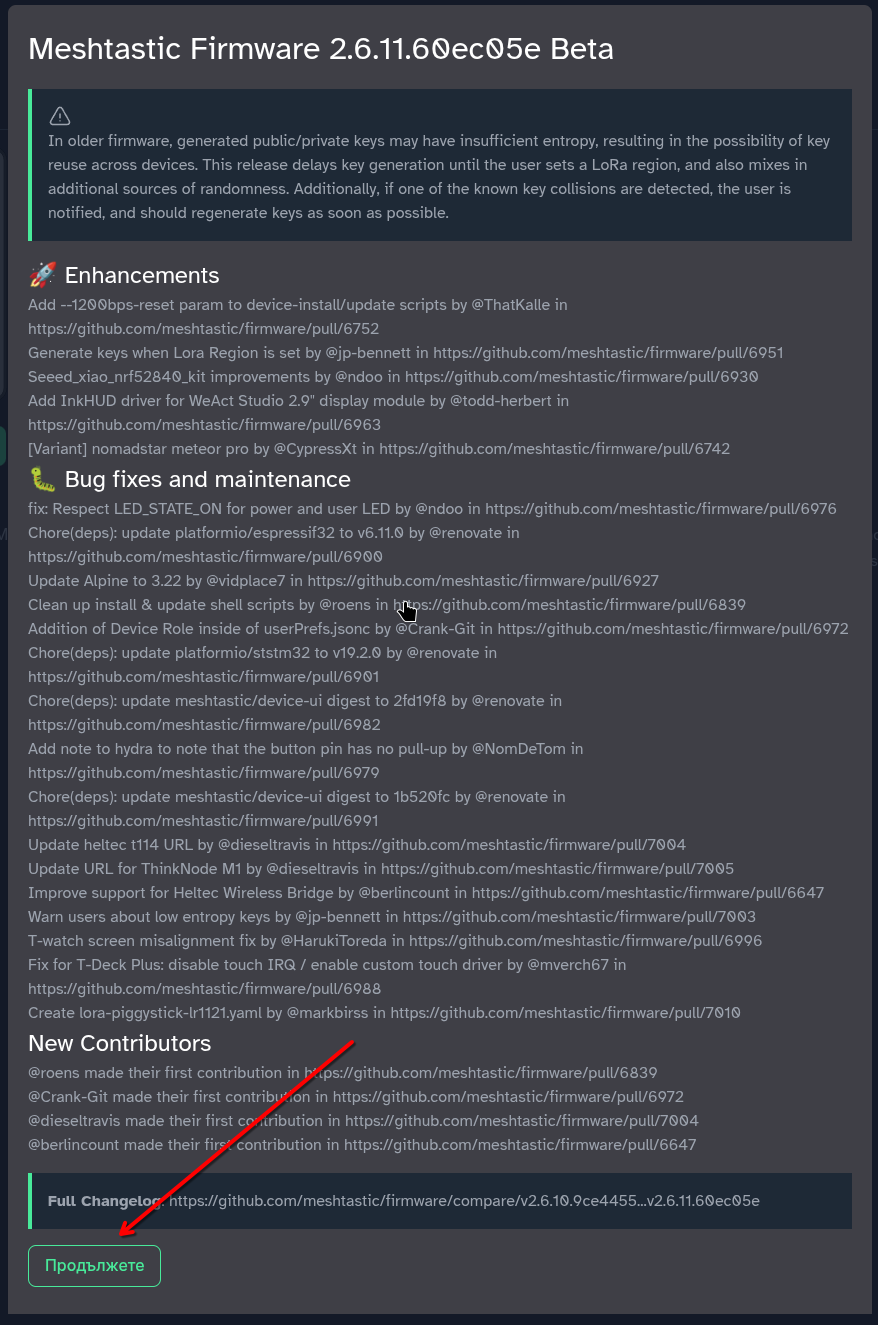 Meshtastic Firmware 2.6.11.60ec05e Beta
In older firmware, generated public/private keys may have insufficient entropy, resulting in the possibility of key
reuse across devices. This release delays key generation until the user sets a LoRa region, and also mixes in
additional sources of randomness. Additionally, if one of the known key collisions are detected, the user is
notified, and should regenerate keys as soon as possible.
🚀 Enhancements
Add --1200bps-reset param to device-install/update scripts by @ThatKalle in
https://github.com/meshtastic/firmware/pull/6752
Generate keys when Lora Region is set by @jp-bennett in https://github.com/meshtastic/firmware/pull/6951
Seeed_xiao_nrf52840_kit improvements by @ndoo in https://github.com/meshtastic/firmware/pull/6930
Add InkHUD driver for WeAct Studio 2.9" display module by @todd-herbert in
https://github.com/meshtastic/firmware/pull/6963
[Variant] nomadstar meteor pro by @CypressXt in https://github.com/meshtastic/firmware/pull/6742
🐛 Bug fixes and maintenance
fix: Respect LED_STATE_ON for power and user LED by @ndoo in https://github.com/meshtastic/firmware/pull/6976
Chore(deps): update platformio/espressif32 to v6.11.0 by @renovate in
https://github.com/meshtastic/firmware/pull/6900
Update Alpine to 3.22 by @vidplace7 in https://github.com/meshtastic/firmware/pull/6927
Clean up install & update shell scripts by @roens in https://github.com/meshtastic/firmware/pull/6839
Addition of Device Role inside of userPrefs.jsonc by @Crank-Git in https://github.com/meshtastic/firmware/pull/6972
Chore(deps): update platformio/ststm32 to v19.2.0 by @renovate in
https://github.com/meshtastic/firmware/pull/6901
Chore(deps): update meshtastic/device-ui digest to 2fd19f8 by @renovate in
https://github.com/meshtastic/firmware/pull/6982
Add note to hydra to note that the button pin has no pull-up by @NomDeTom in
https://github.com/meshtastic/firmware/pull/6979
Chore(deps): update meshtastic/device-ui digest to 1b520fc by @renovate in
https://github.com/meshtastic/firmware/pull/6991
Update heltec t114 URL by @dieseltravis in https://github.com/meshtastic/firmware/pull/7004
Update URL for ThinkNode M1 by @dieseltravis in https://github.com/meshtastic/firmware/pull/7005
Improve support for Heltec Wireless Bridge by @berlincount in https://github.com/meshtastic/firmware/pull/6647
Warn users about low entropy keys by @jp-bennett in https://github.com/meshtastic/firmware/pull/7003
T-watch screen misalignment fix by @HarukiToreda in https://github.com/meshtastic/firmware/pull/6996
Fix for T-Deck Plus: disable touch IRQ / enable custom touch driver by @mverch67 in
https://github.com/meshtastic/firmware/pull/6988
Create lora-piggystick-lr1121.yaml by @markbirss in https://github.com/meshtastic/firmware/pull/7010
New Contributors
@roens made their first contribution in https://github.com/meshtastic/firmware/pull/6839
@Crank-Git made their first contribution in https://github.com/meshtastic/firmware/pull/6972
@dieseltravis made their first contribution in https://github.com/meshtastic/firmware/pull/7004
@berlincount made their first contribution in https://github.com/meshtastic/firmware/pull/6647
Full Changelog: https://github.com/meshtastic/firmware/compare/v2.6.10.9ce4455...v2.6.11.60ec05e
Продължете